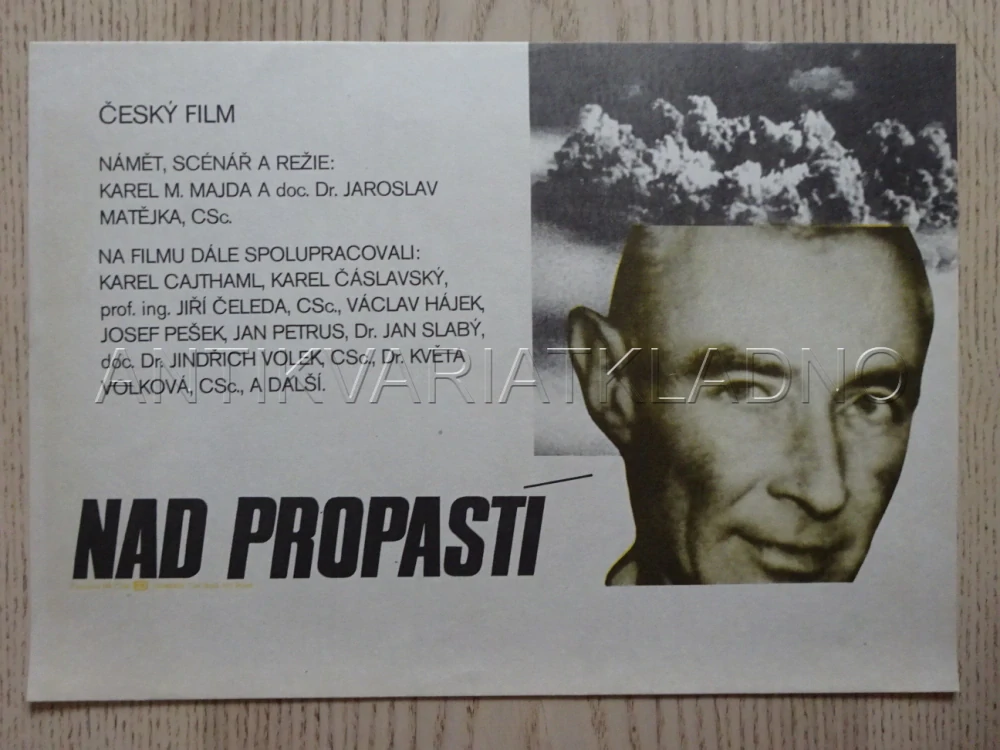 ČESKÝ FILM
NÁMĚT, SCÉNÁŘ A REŽIE:
KAREL M. MAJDA A doc. Dr. JAROSLAV
MATĚJKA, CSc.
NA FILMU DÁLE SPOLUPRACOVALI:
KAREL CAJTHAML, KAREL ČÁSLAVSKÝ,
prof. ing. JIŘÍ ČELEDA, CSc., VÁCLAV HÁJEK,
JOSEF PEŠEK, JAN PETRUS, Dr. JAN SLABÝ,
doc. Dr. JINDŘICH VOLEK, CSc., Dr. KVĚTA
VOLKOVÁ, CSc., A DALŠÍ.
ANTIKVARIATKLADNO
NAD PROPASTÍ